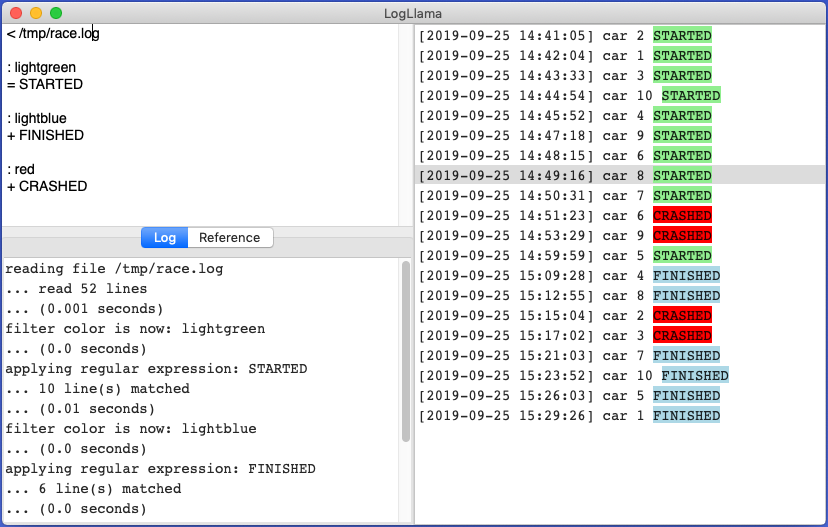 LogLlama
< /tmp/race.log
: lightgreen
= STARTED
: lightblue
+ FINISHED
: red
+ CRASHED
Log Reference
reading file /tmp/race.log
... read 52 lines
... (0.001 seconds)
filter color is now: lightgreen
... (0.0 seconds)
applying regular expression: STARTED
... 10 line(s) matched
... (0.01 seconds)
filter color is now: lightblue
... (0.0 seconds)
applying regular expression: FINISHED
... 6 line(s) matched
... (0.0 seconds)
[2019-09-25 14:41:05] car 2 STARTED
[2019-09-25 14:42:04] car 1 STARTED
[2019-09-25 14:43:33] car 3 STARTED
[2019-09-25 14:44:54] car 10 STARTED
[2019-09-25 14:45:52] car 4 STARTED
[2019-09-25 14:47:18] car 9 STARTED
[2019-09-25 14:48:15] car 6 STARTED
[2019-09-25 14:49:16] car 8 STARTED
[2019-09-25 14:50:31] car 7 STARTED
[2019-09-25 14:51:23] car 6 CRASHED
[2019-09-25 14:53:29] car 9 CRASHED
[2019-09-25 14:59:59] car 5 STARTED
[2019-09-25 15:09:28] car 4 FINISHED
[2019-09-25 15:12:55] car 8 FINISHED
[2019-09-25 15:15:04] car 2 CRASHED
[2019-09-25 15:17:02] car 3 CRASHED
[2019-09-25 15:21:03] car 7 FINISHED
[2019-09-25 15:23:52] car 10 FINISHED
[2019-09-25 15:26:03] car 5 FINISHED
[2019-09-25 15:29:26] car 1 FINISHED